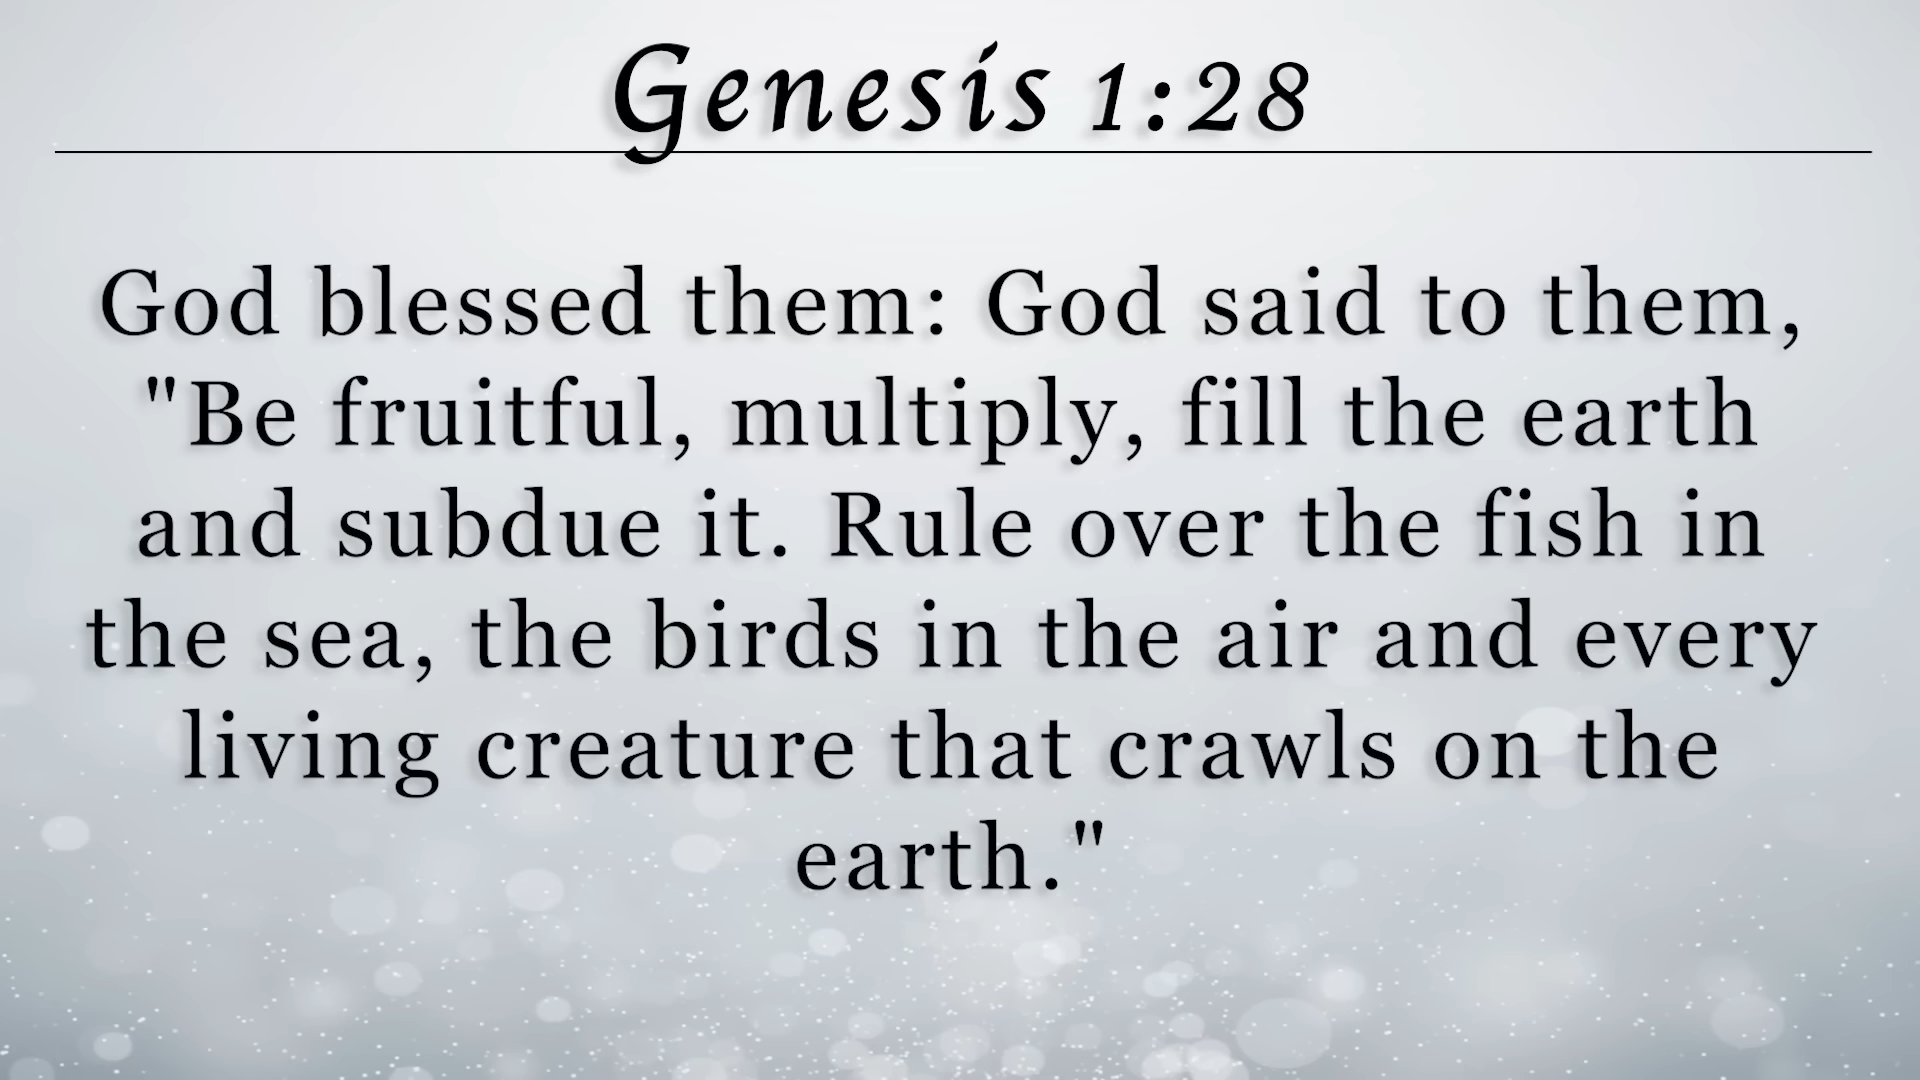 Genesis 1:28
God blessed them: God said to them,
"Be fruitful, multiply, fill the earth
and subdue it. Rule over the fish in
the sea, the birds in the air and every
living creature that crawls on the
earth."